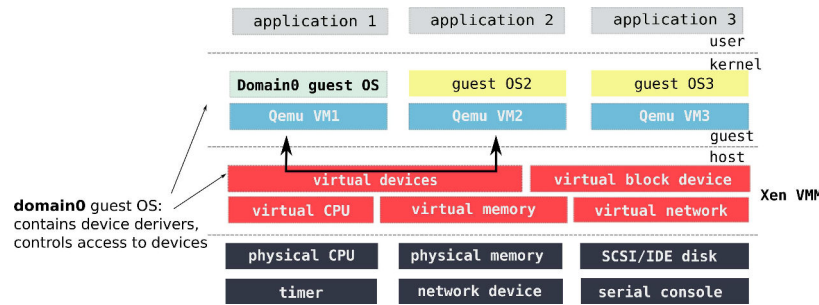 application 1 application 2 application 3
user
kernel
Domain0 guest OS guest OS2 guest OS3
Qemu VM1 Qemu VM2 Qemu VM3
guest
host
virtual devices virtual block device
domain0 guest OS:
contains device derivers,
controls access to devices
virtual CPU virtual memory virtual network
Xen VMM
physical CPU physical memory SCSI/IDE disk
timer network device serial console